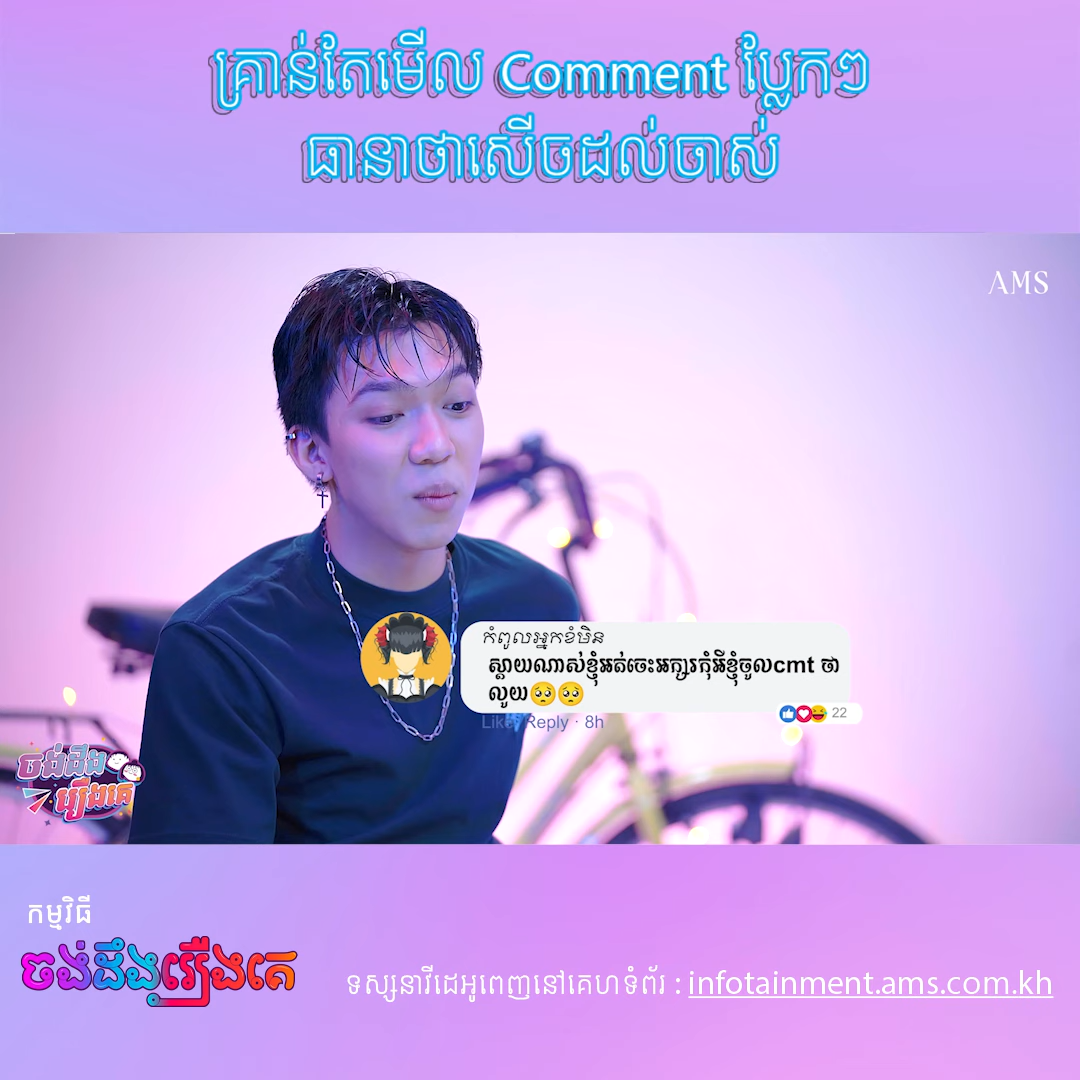 គ្រាន់តែមើល Comment ប្លែកៗ
ធានាថាសើចដល់ចាស់
AMS
កំពូលអ្នកខំមិន
ស្ដាយណាស់ខ្ញុំអត់ចេះអក្សរកុំអីខ្ញុំចូលcmt ថា
លូយ🥺🥺
Like Reply · 8h
22
ចង់ដឹង
រឿងគេ
កម្មវិធី
ចង់ដឹងរឿងគេ
ទស្សនាវីដេអូពេញនៅគេហទំព័រ : infotainment.ams.com.kh